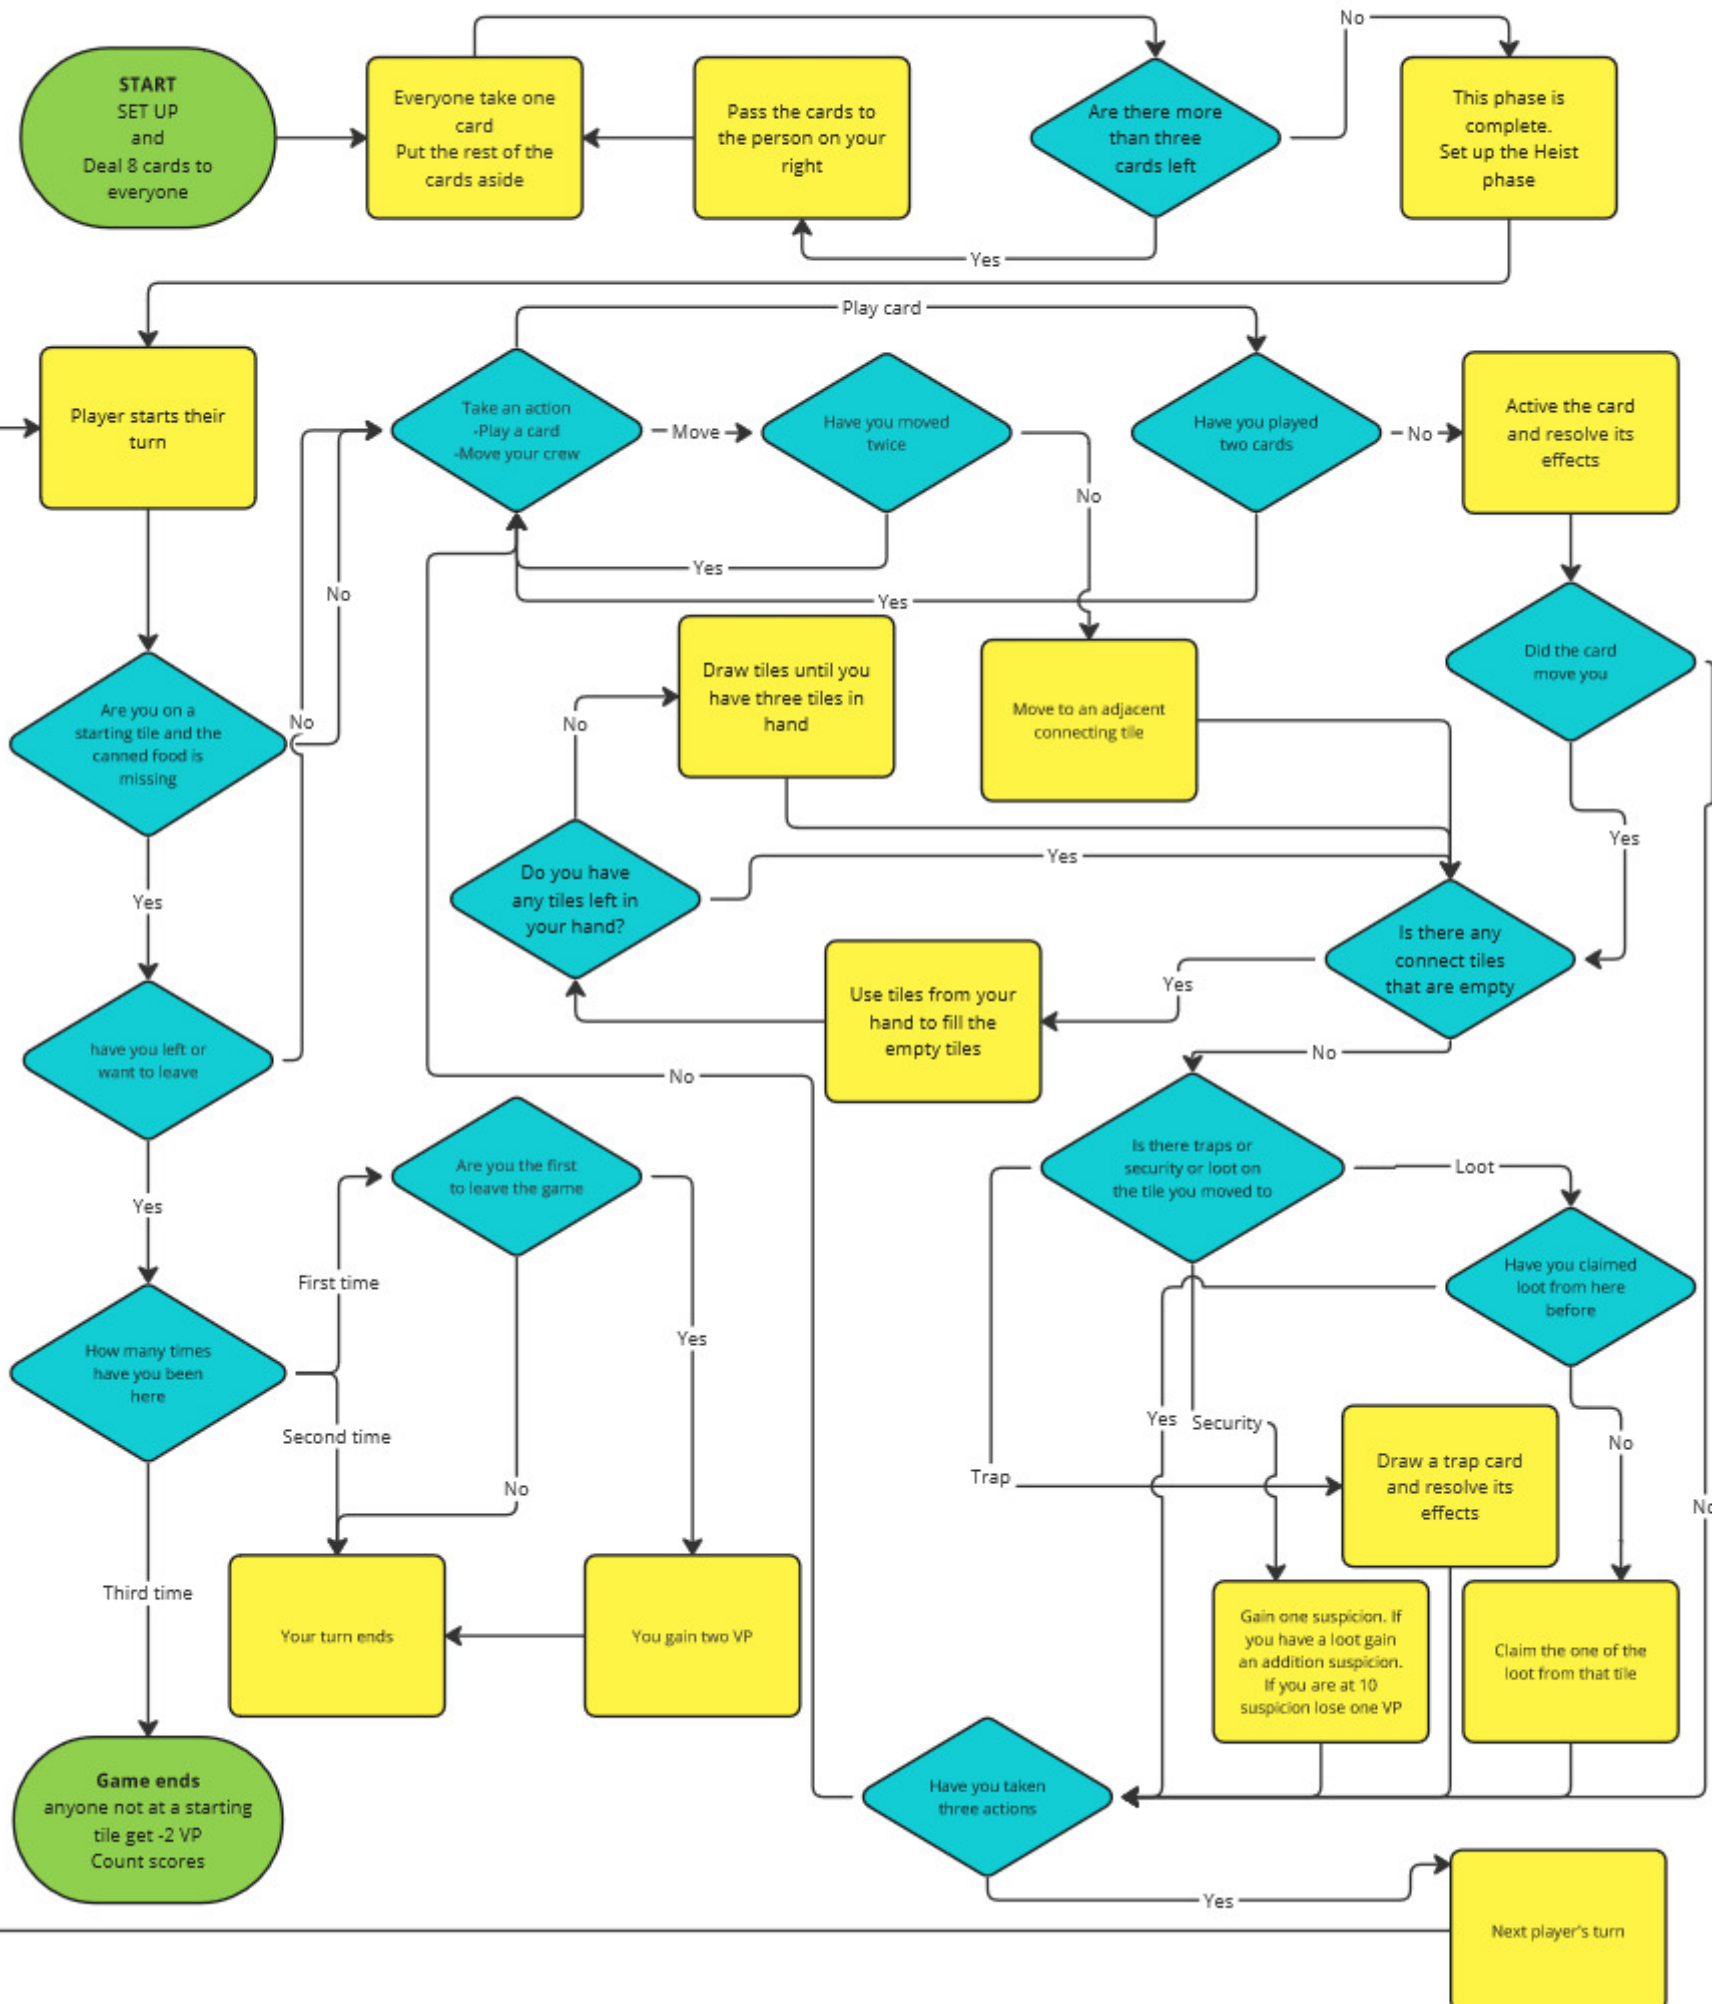 START
SET UP
and
Deal 8 cards to
everyone
Everyone take one
card
Put the rest of the
cards aside
Pass the cards to
the person on your
right
Are there more
than three
cards left
No
This phase is
complete.
Set up the Heist
phase
Yes
Play card
Player starts their
turn
Take an action
-Play a card
-Move your crew
Move
Have you moved
twice
Have you played
two cards
No
Active the card
and resolve its
effects
No
No
Yes
Yes
Draw tiles until you
have three tiles in
hand
Move to an adjacent
connecting tile
Did the card
move you
Are you on a
starting tile and the
canned food is
missing
No
No
Yes
Yes
Do you have
any tiles left in
your hand?
Yes
Is there any
connect tiles
that are empty
Yes
Use tiles from your
hand to fill the
empty tiles
No
have you left or
want to leave
No
Yes
Are you the first
to leave the game
Is there traps or
security or loot on
the tile you moved to
Loot
Have you claimed
loot from here
before
First time
Yes
How many times
have you been
here
Second time
No
Yes
Security
No
Trap
Draw a trap card
and resolve its
effects
No
Third time
Your turn ends
You gain two VP
Gain one suspicion. If
you have a loot gain
an addition suspicion.
If you are at 10
suspicion lose one VP
Claim the one of the
loot from that tile
Game ends
anyone not at a starting
tile get -2 VP
Count scores
Have you taken
three actions
Yes
Next player's turn